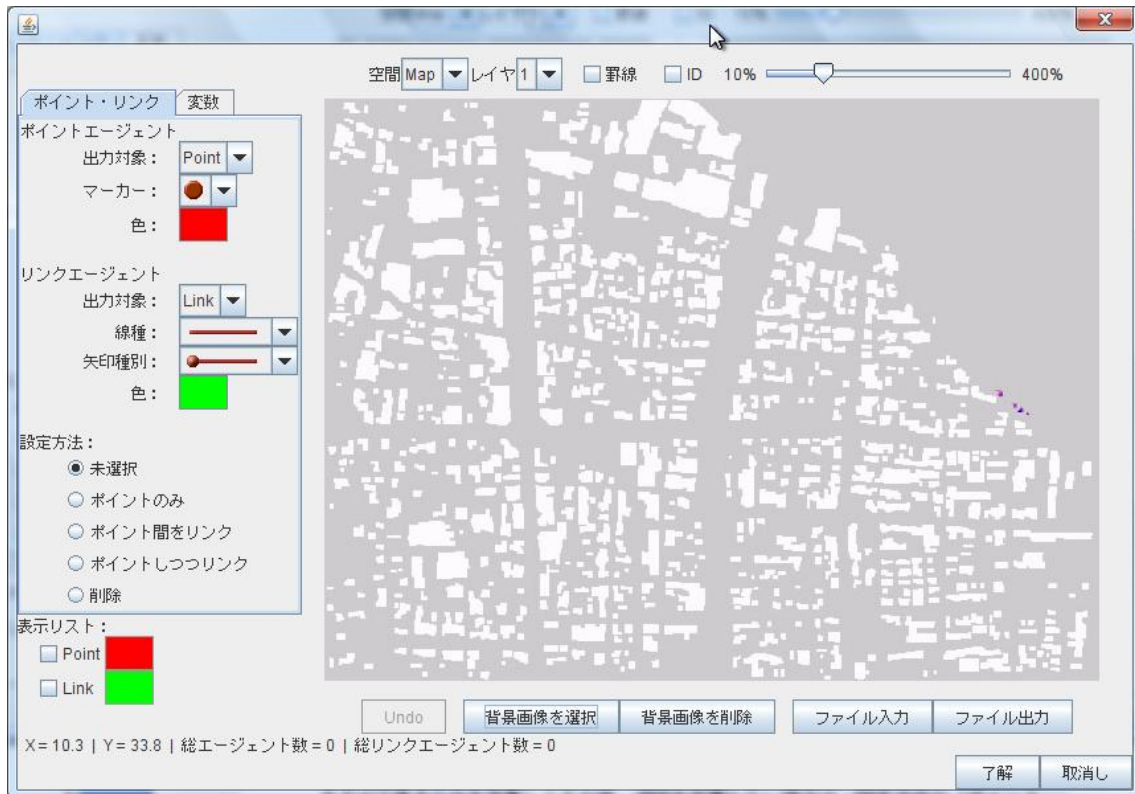 空間 Map レイヤ 1 罫線 ID 10% 400%
ポイント・リンク 変数
ポイントエージェント
出力対象： Point
マーカー：
色：
リンクエージェント
出力対象： Link
線種：
矢印種別：
色：
設定方法：
未選択
ポイントのみ
ポイント間をリンク
ポイントしつつリンク
削除
表示リスト：
Point
Link
Undo 背景画像を選択 背景画像を削除 ファイル入力 ファイル出力
X= 10.3 | Y= 33.8 | 総エージェント数 = 0 | 総リンクエージェント数 = 0
了解 取消し